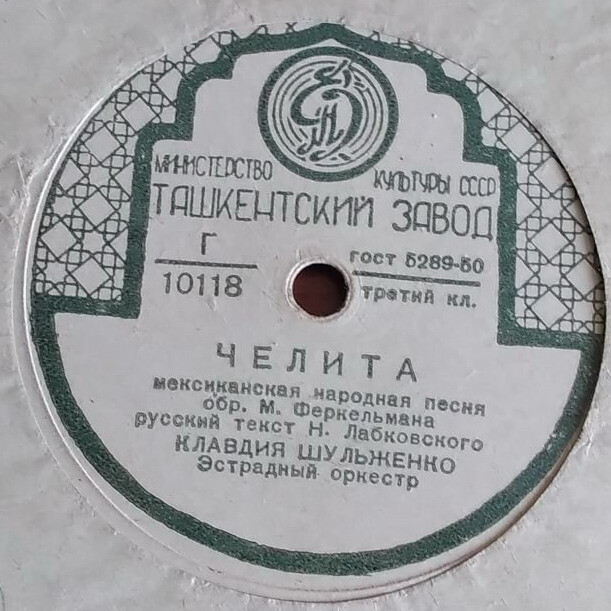 МИНИСТЕРСТВО КУЛЬТУРЫ СССР
ТАШКЕНТСКИЙ ЗАВОД
Г
10118
ГОСТ 5289-50
третий кл.
ЧЕЛИТА
мексиканская народная песня
обр. М. Феркельмана
русский текст Н. Лабковского
КЛАВДИЯ ШУЛЬЖЕНКО
Эстрадный оркестр